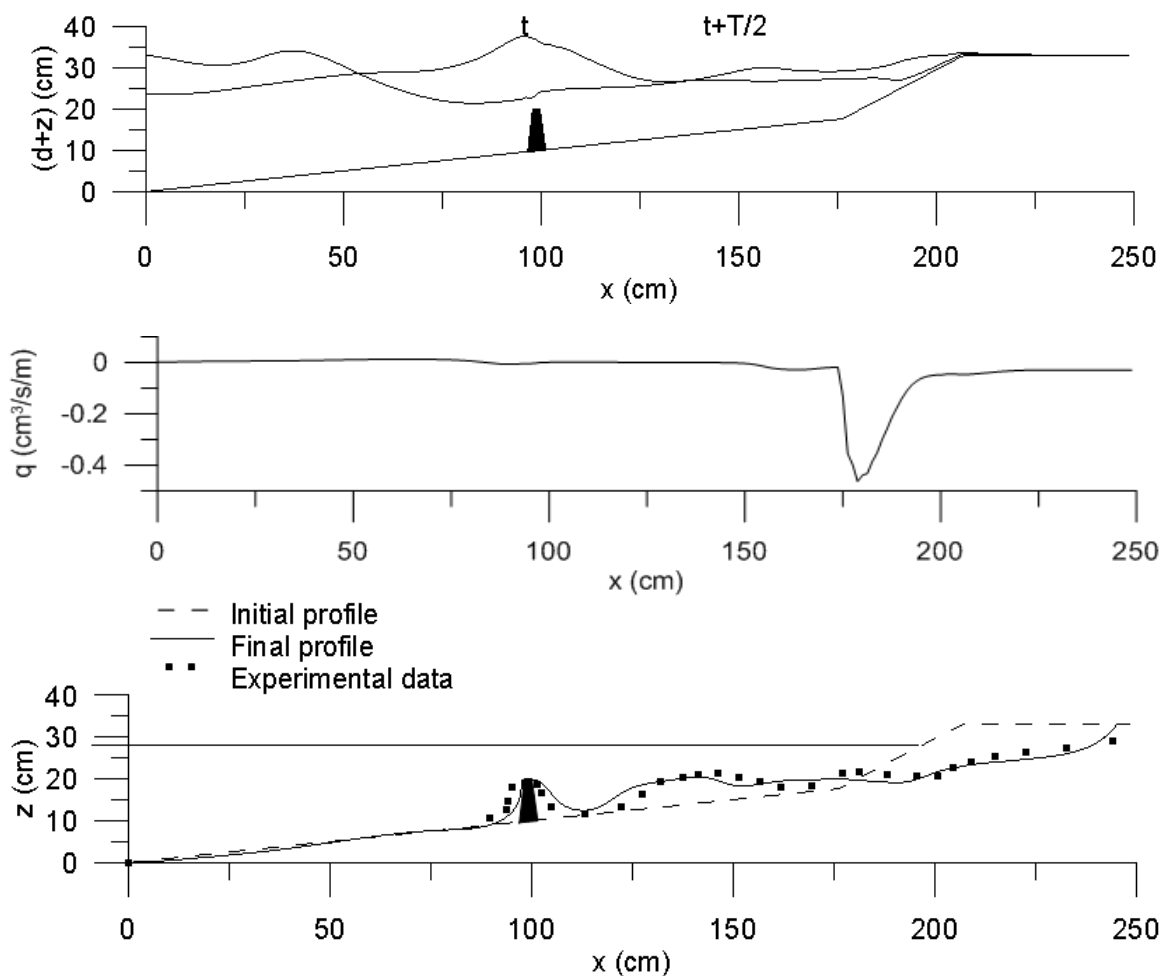 t t+T/2
(d+z) (cm)
40
30
20
10
0
0 50 100 150 200 250
x (cm)
q (cm³/s/m)
0
-0.2
-0.4
0 50 100 150 200 250
x (cm)
Initial profile
Final profile
Experimental data
z (cm)
40
30
20
10
0
0 50 100 150 200 250
x (cm)